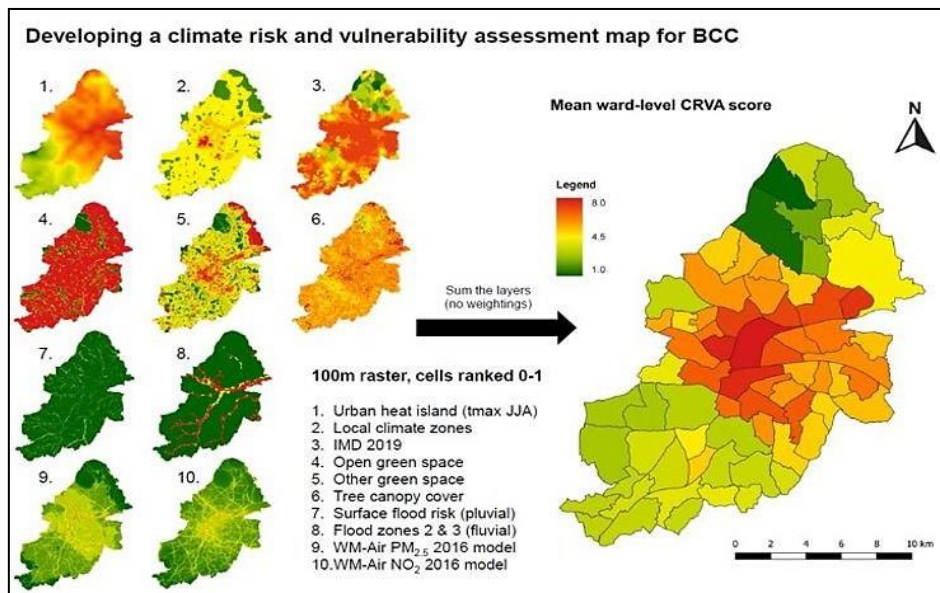 Developing a climate risk and vulnerability assessment map for BCC
1.
2.
3.
4.
5.
6.
7.
8.
9.
10.
Mean ward-level CRVA score
N
Legend
8.0
4.5
1.0
Sum the layers
(no weightings)
100m raster, cells ranked 0-1
1. Urban heat island (tmax JJA)
2. Local climate zones
3. IMD 2019
4. Open green space
5. Other green space
6. Tree canopy cover
7. Surface flood risk (pluvial)
8. Flood zones 2 & 3 (fluvial)
9. WM-Air PM2.5 2016 model
10.WM-Air NO2 2016 model
0 2 4 6 8 10 km